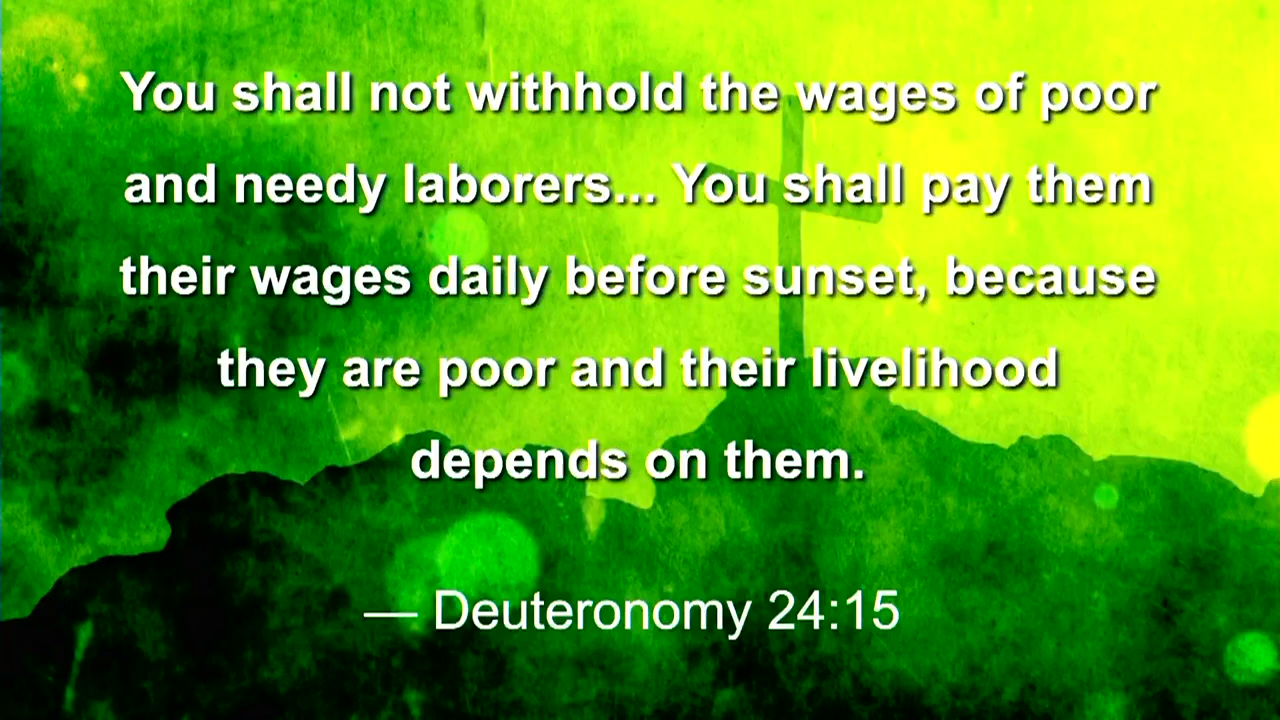 You shall not withhold the wages of poor
and needy laborers... You shall pay them
their wages daily before sunset, because
they are poor and their livelihood
depends on them.
— Deuteronomy 24:15